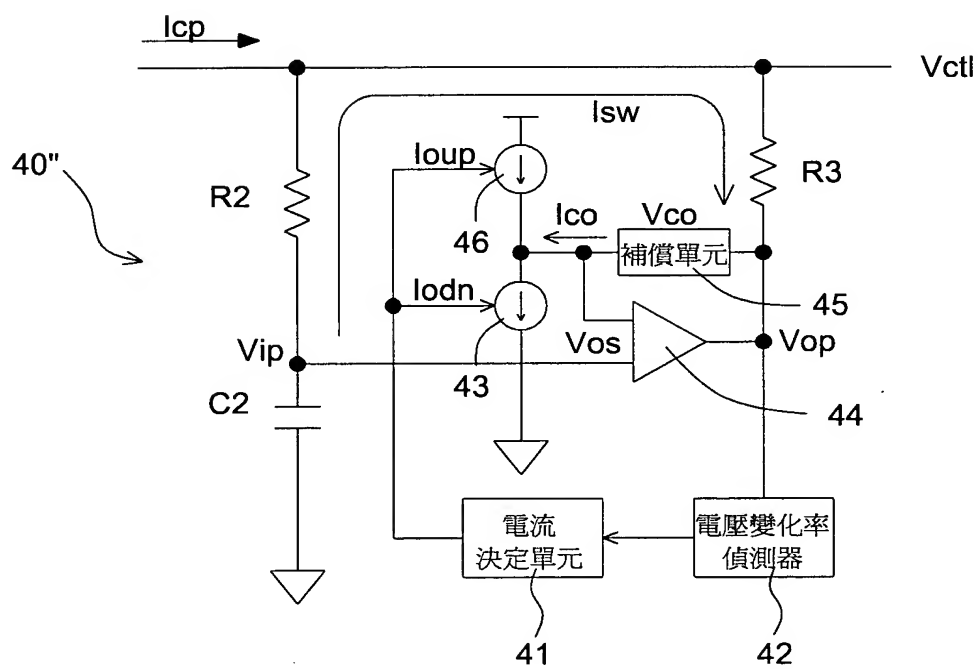 Icp
Vctl
Isw
40"
Ioup
R2
R3
Ico
Vco
46
補償單元
Iodn
45
Vip
Vos
Vop
43
C2
44
電流
決定單元
電壓變化率
偵測器
41
42